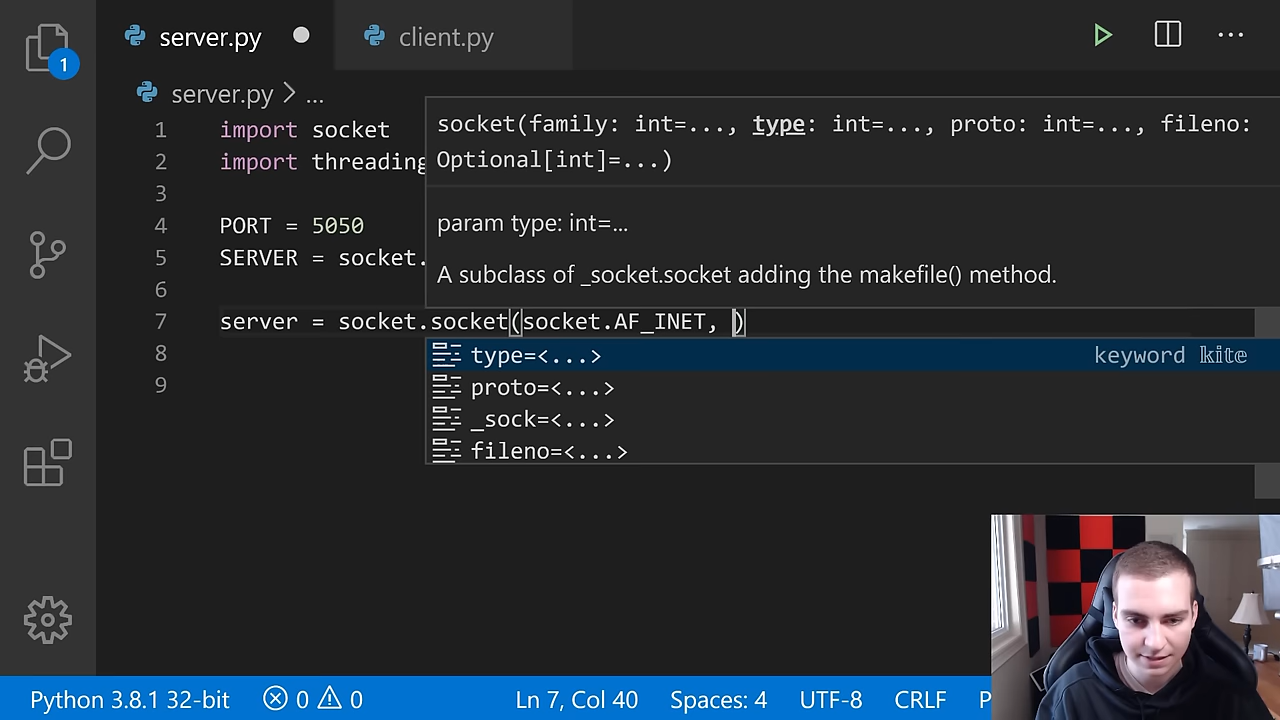 server.py
client.py
1
server.py > ...
1 import socket
2 import threading
3
4 PORT = 5050
5 SERVER = socket.
6
7 server = socket.socket(socket.AF_INET, )
8
9
socket(family: int=..., type: int=..., proto: int=..., fileno:
Optional[int]=...)
param type: int=...
A subclass of _socket.socket adding the makefile() method.
type=<...> keyword kite
proto=<...>
_sock=<...>
fileno=<...>
Python 3.8.1 32-bit 0 0 Ln 7, Col 40 Spaces: 4 UTF-8 CRLF P